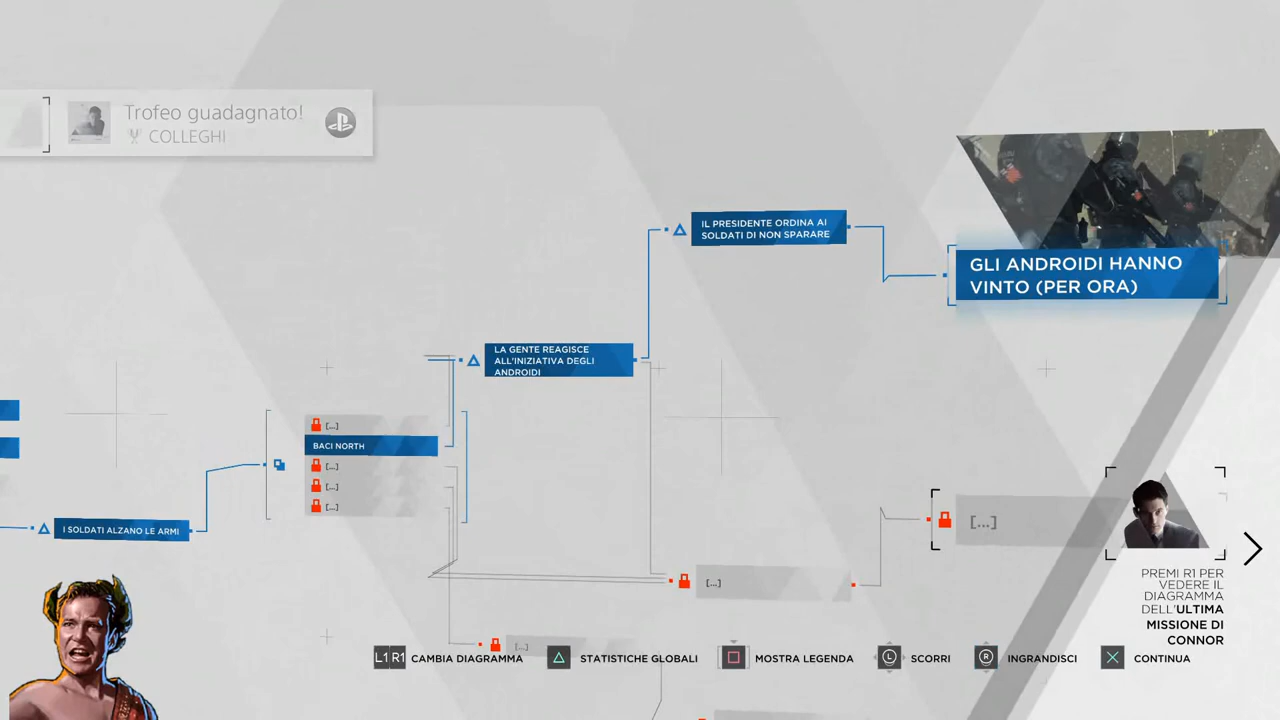 Trofeo guadagnato!
COLLEGHI
IL PRESIDENTE ORDINA AI
SOLDATI DI NON SPARARE
GLI ANDROIDI HANNO
VINTO (PER ORA)
LA GENTE REAGISCE
ALL'INIZIATIVA DEGLI
ANDROIDI
[...]
BACI NORTH
[...]
[...]
[...]
I SOLDATI ALZANO LE ARMI
[...]
[...]
[...]
PREMI R1 PER
VEDERE IL
DIAGRAMMA
DELL'ULTIMA
MISSIONE DI
CONNOR
L1 R1 CAMBIA DIAGRAMMA
STATISTICHE GLOBALI
MOSTRA LEGENDA
L SCORRI
R INGRANDISCI
CONTINUA